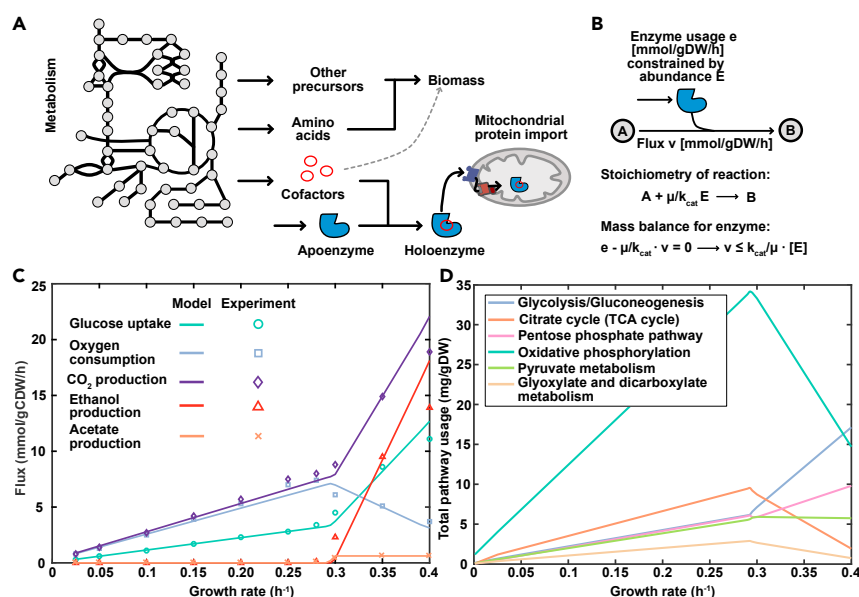 A
Metabolism
Other
precursors
Biomass
Amino
acids
Cofactors
Mitochondrial
protein import
Apoenzyme
Holoenzyme
B
Enzyme usage e
[mmol/gDW/h]
constrained by
abundance E
A
B
Flux v [mmol/gDW/h]
Stoichiometry of reaction:
A + μ/kcat E → B
Mass balance for enzyme:
e - μ/kcat · v = 0 → v ≤ kcat/μ · [E]
C
Model Experiment
Glucose uptake
Oxygen
consumption
CO2 production
Ethanol
production
Acetate
production
Flux (mmol/gCDW/h)
25
20
15
10
5
0
0 0.05 0.1 0.15 0.2 0.25 0.3 0.35 0.4
Growth rate (h-1)
D
Glycolysis/Gluconeogenesis
Citrate cycle (TCA cycle)
Pentose phosphate pathway
Oxidative phosphorylation
Pyruvate metabolism
Glyoxylate and dicarboxylate
metabolism
Total pathway usage (mg/gDW)
35
30
25
20
15
10
5
0
0 0.05 0.1 0.15 0.2 0.25 0.3 0.35 0.4
Growth rate (h-1)